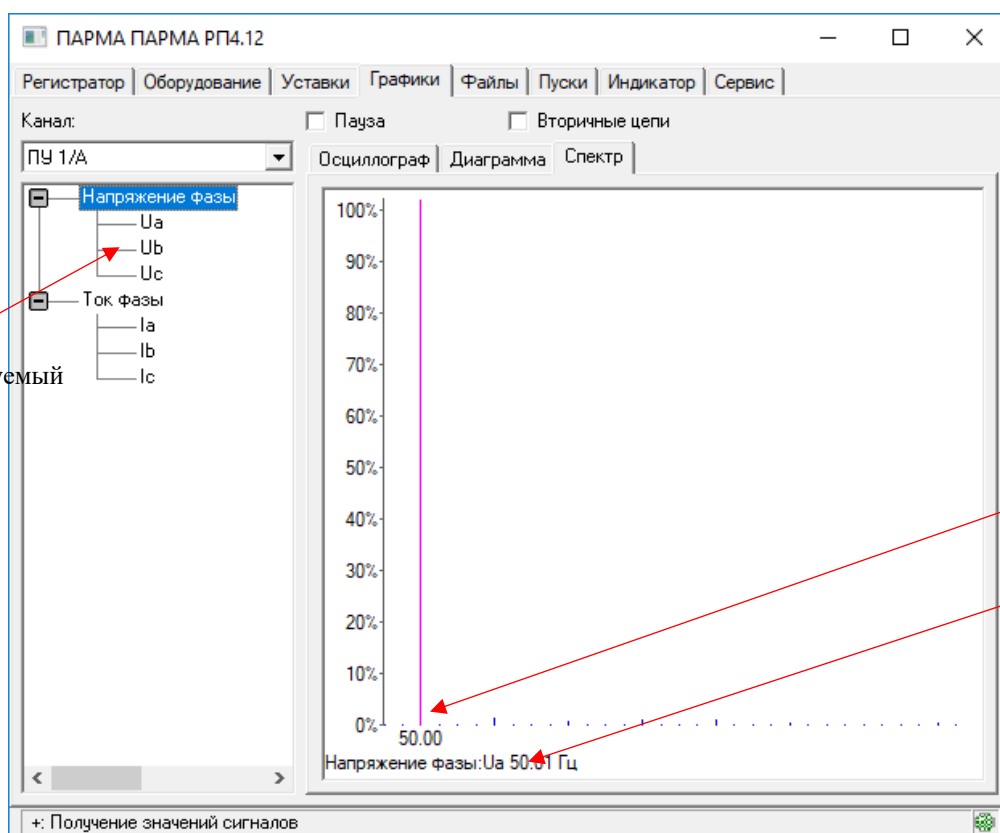 ПАРМА ПАРМА РП4.12
Регистратор Оборудование Уставки Графики Файлы Пуски Индикатор Сервис
Канал:
Пауза Вторичные цепи
ПУ 1/А
Осциллограф Диаграмма Спектр
Напряжение фазы
Ua
Ub
Uc
Ток фазы
Ia
Ib
Ic
уемый
100%
90%
80%
70%
60%
50%
40%
30%
20%
10%
0%
50.00
Напряжение фазы:Ua 50.01 Гц
+: Получение значений сигналов